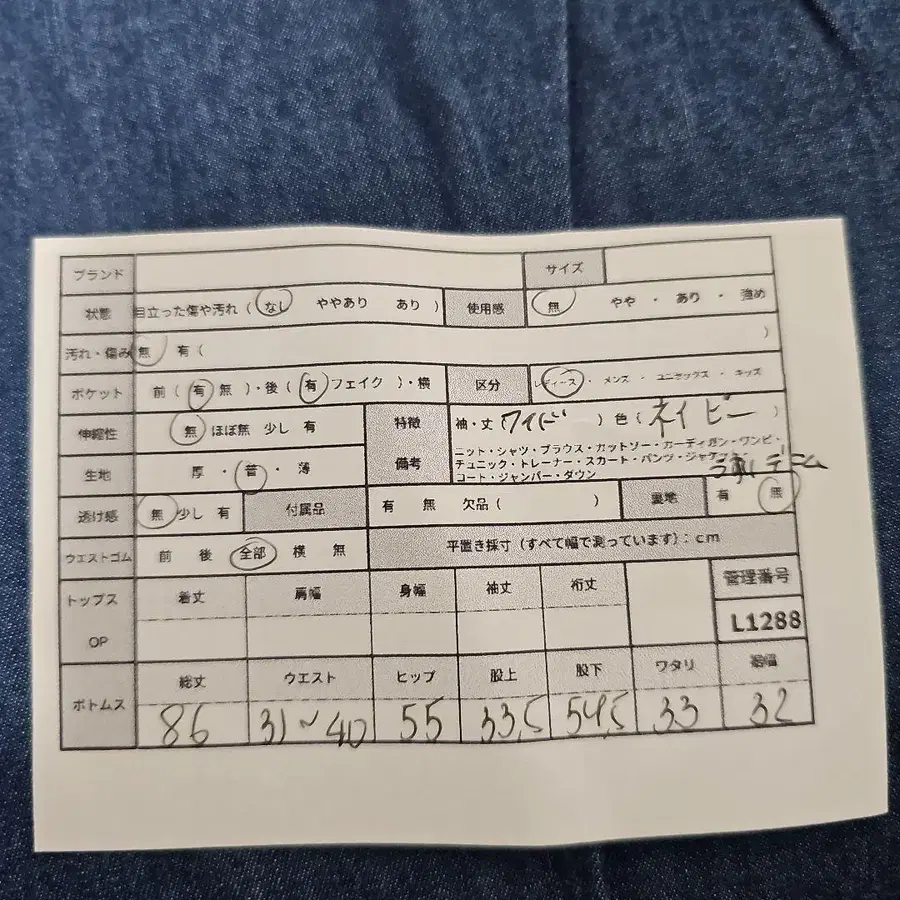 ブランド サイズ
状態 目立った傷や汚れ ( なし ややあり あり ) 使用感 無 やや ・ あり ・ 強め
汚れ・傷み 無 有 ( )
ポケット 前 ( 有 無 )・後 ( 有 フェイク )・横 区分 レディース ・ メンズ ・ ユニセックス ・ キッズ
伸縮性 無 ほぼ無 少し 有 特徴 袖・丈 ( ワイド ) 色 ( ネイビー )
備考 ニット・シャツ・ブラウス・カットソー・カーディガン・ワンピ・
チュニック・トレーナー・スカート・パンツ・ジャケット・
コート・ジャンパー・ダウン デニム
生地 厚 ・ 普 ・ 薄
透け感 無 少し 有 付属品 有 無 欠品 ( ) 裏地 有 無
ウエストゴム 前 後 全部 横 無 平置き採寸 (すべて幅で測っています) : cm
トップス 着丈 肩幅 身幅 袖丈 裄丈 管理番号
OP L1288
ボトムス 総丈 ウエスト ヒップ 股上 股下 ワタリ 裾幅
86 31~40 55 33,5 54,5 33 32